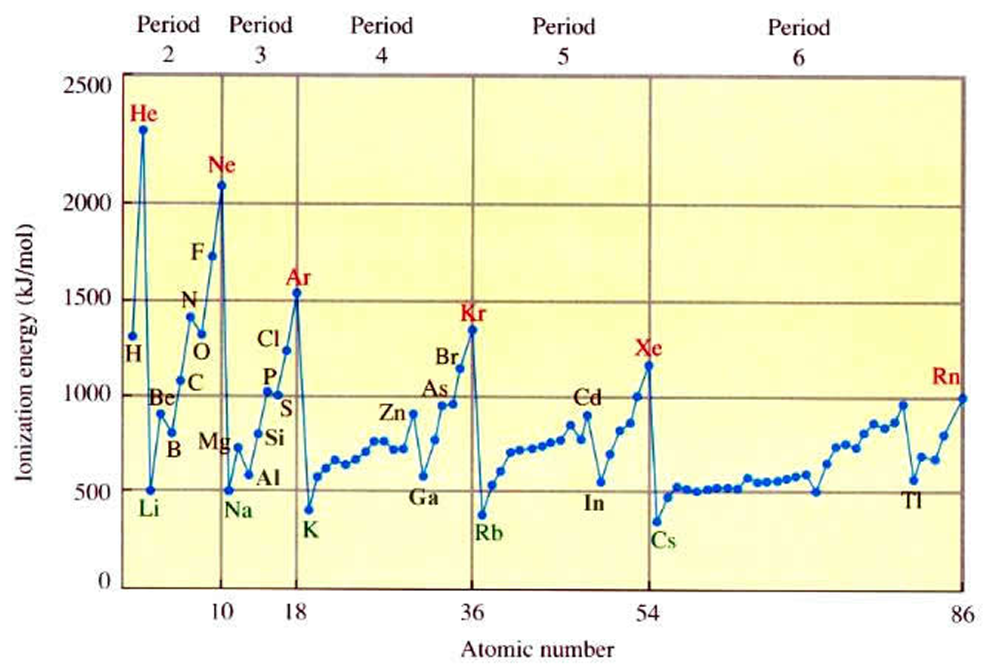 Period Period Period Period Period
2 3 4 5 6
2500
He
Ne
2000
F
Ar
1500
N
Kr
Cl
Xe
H
O
Br
C
P
As
Rn
1000
Be
S
Zn
Cd
B
Mg
Si
Al
500
Ga
In
Tl
Li
Na
K
Rb
Cs
0
10 18 36 54 86
Atomic number
Ionization energy (kJ/mol)